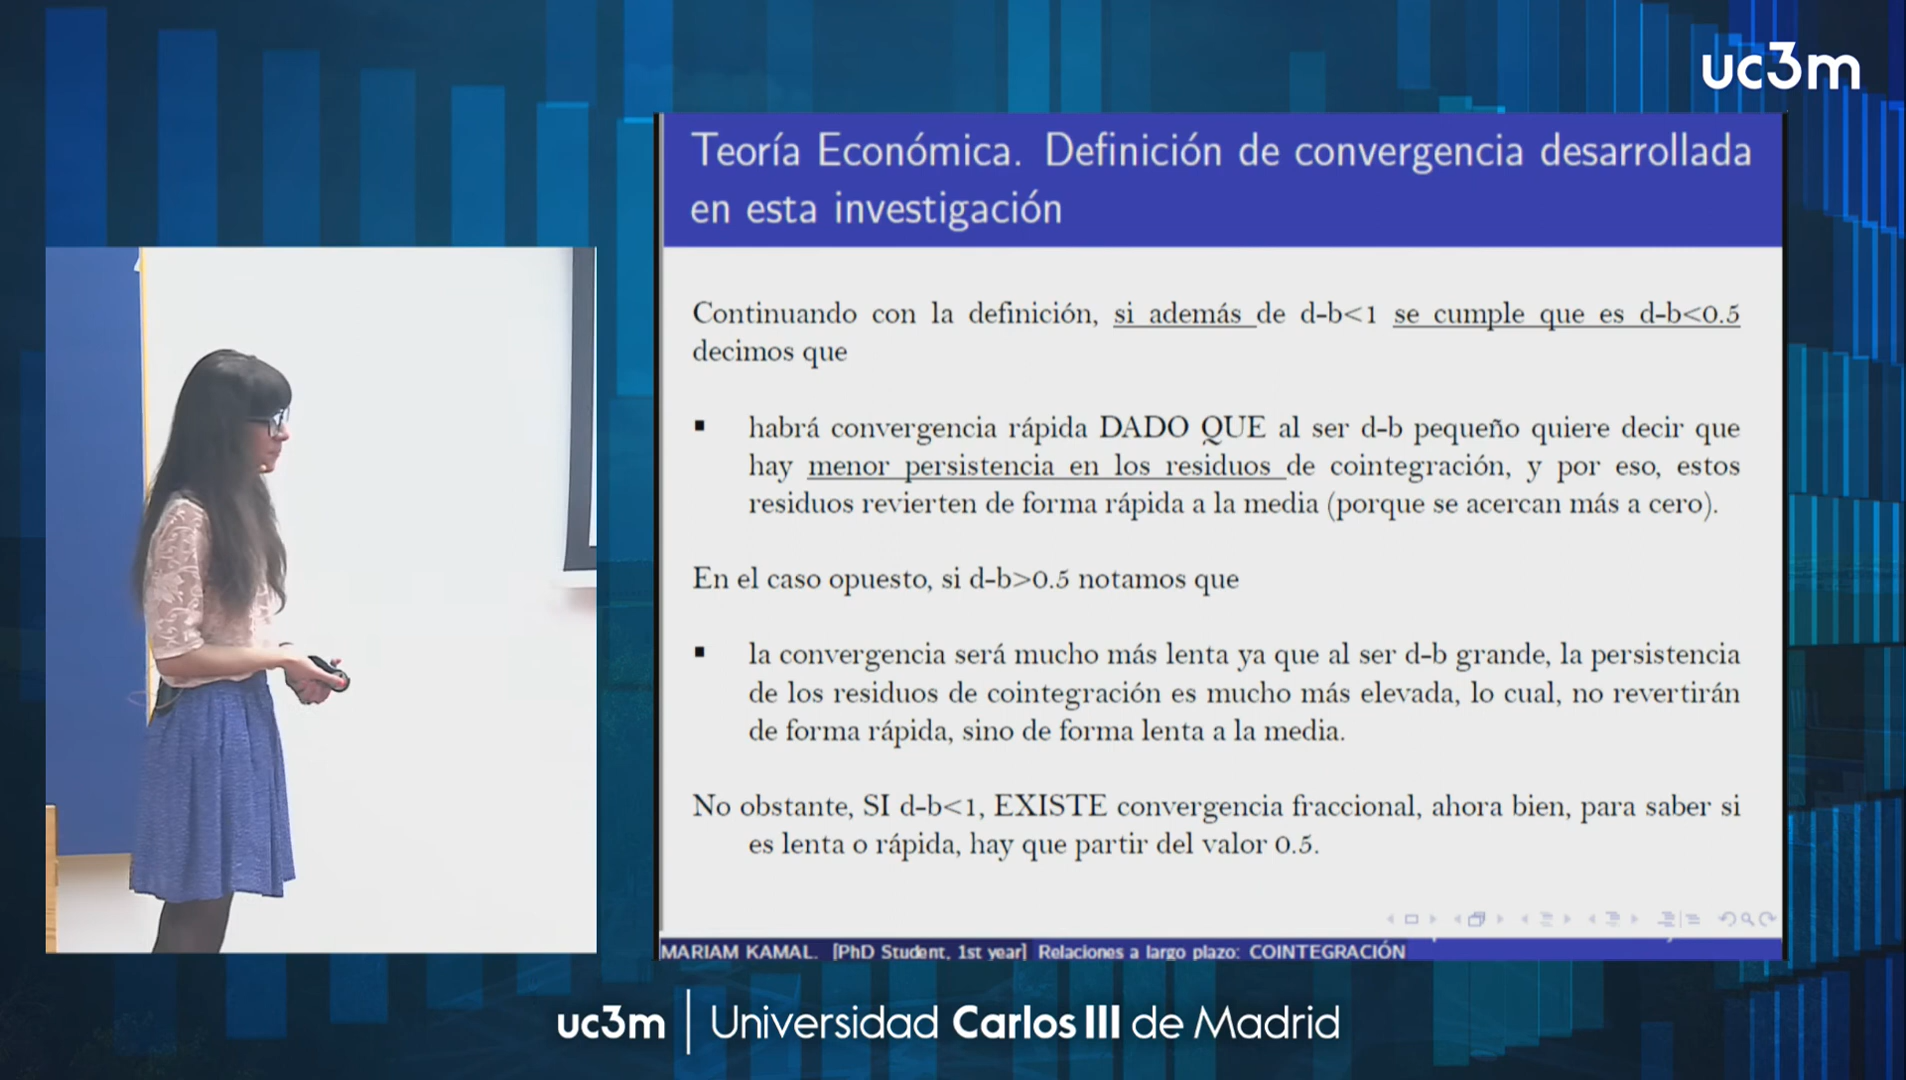 uc3m
Teoría Económica. Definición de convergencia desarrollada
en esta investigación
Continuando con la definición, si además de d-b<1 se cumple que es d-b<0.5
decimos que
habrá convergencia rápida DADO QUE al ser d-b pequeño quiere decir que
hay menor persistencia en los residuos de cointegración, y por eso, estos
residuos revierten de forma rápida a la media (porque se acercan más a cero).
En el caso opuesto, si d-b>0.5 notamos que
la convergencia será mucho más lenta ya que al ser d-b grande, la persistencia
de los residuos de cointegración es mucho más elevada, lo cual, no revertirán
de forma rápida, sino de forma lenta a la media.
No obstante, SI d-b<1, EXISTE convergencia fraccional, ahora bien, para saber si
es lenta o rápida, hay que partir del valor 0.5.
MARIAM KAMAL. [PhD Student, 1st year] Relaciones a largo plazo: COINTEGRACIÓN
uc3m | Universidad Carlos III de Madrid